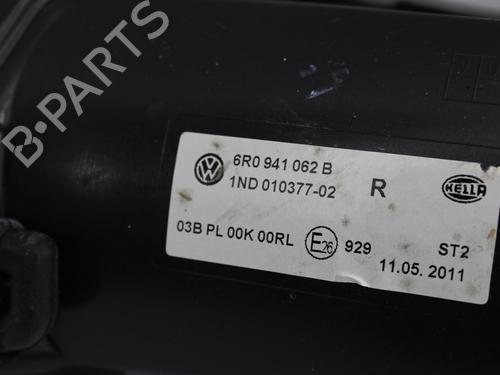 B-PARTS
6R0 941 062 B
1ND 010377-02 R HELLA
03B PL 00K 00RL E26 929 ST2
11.05. 2011